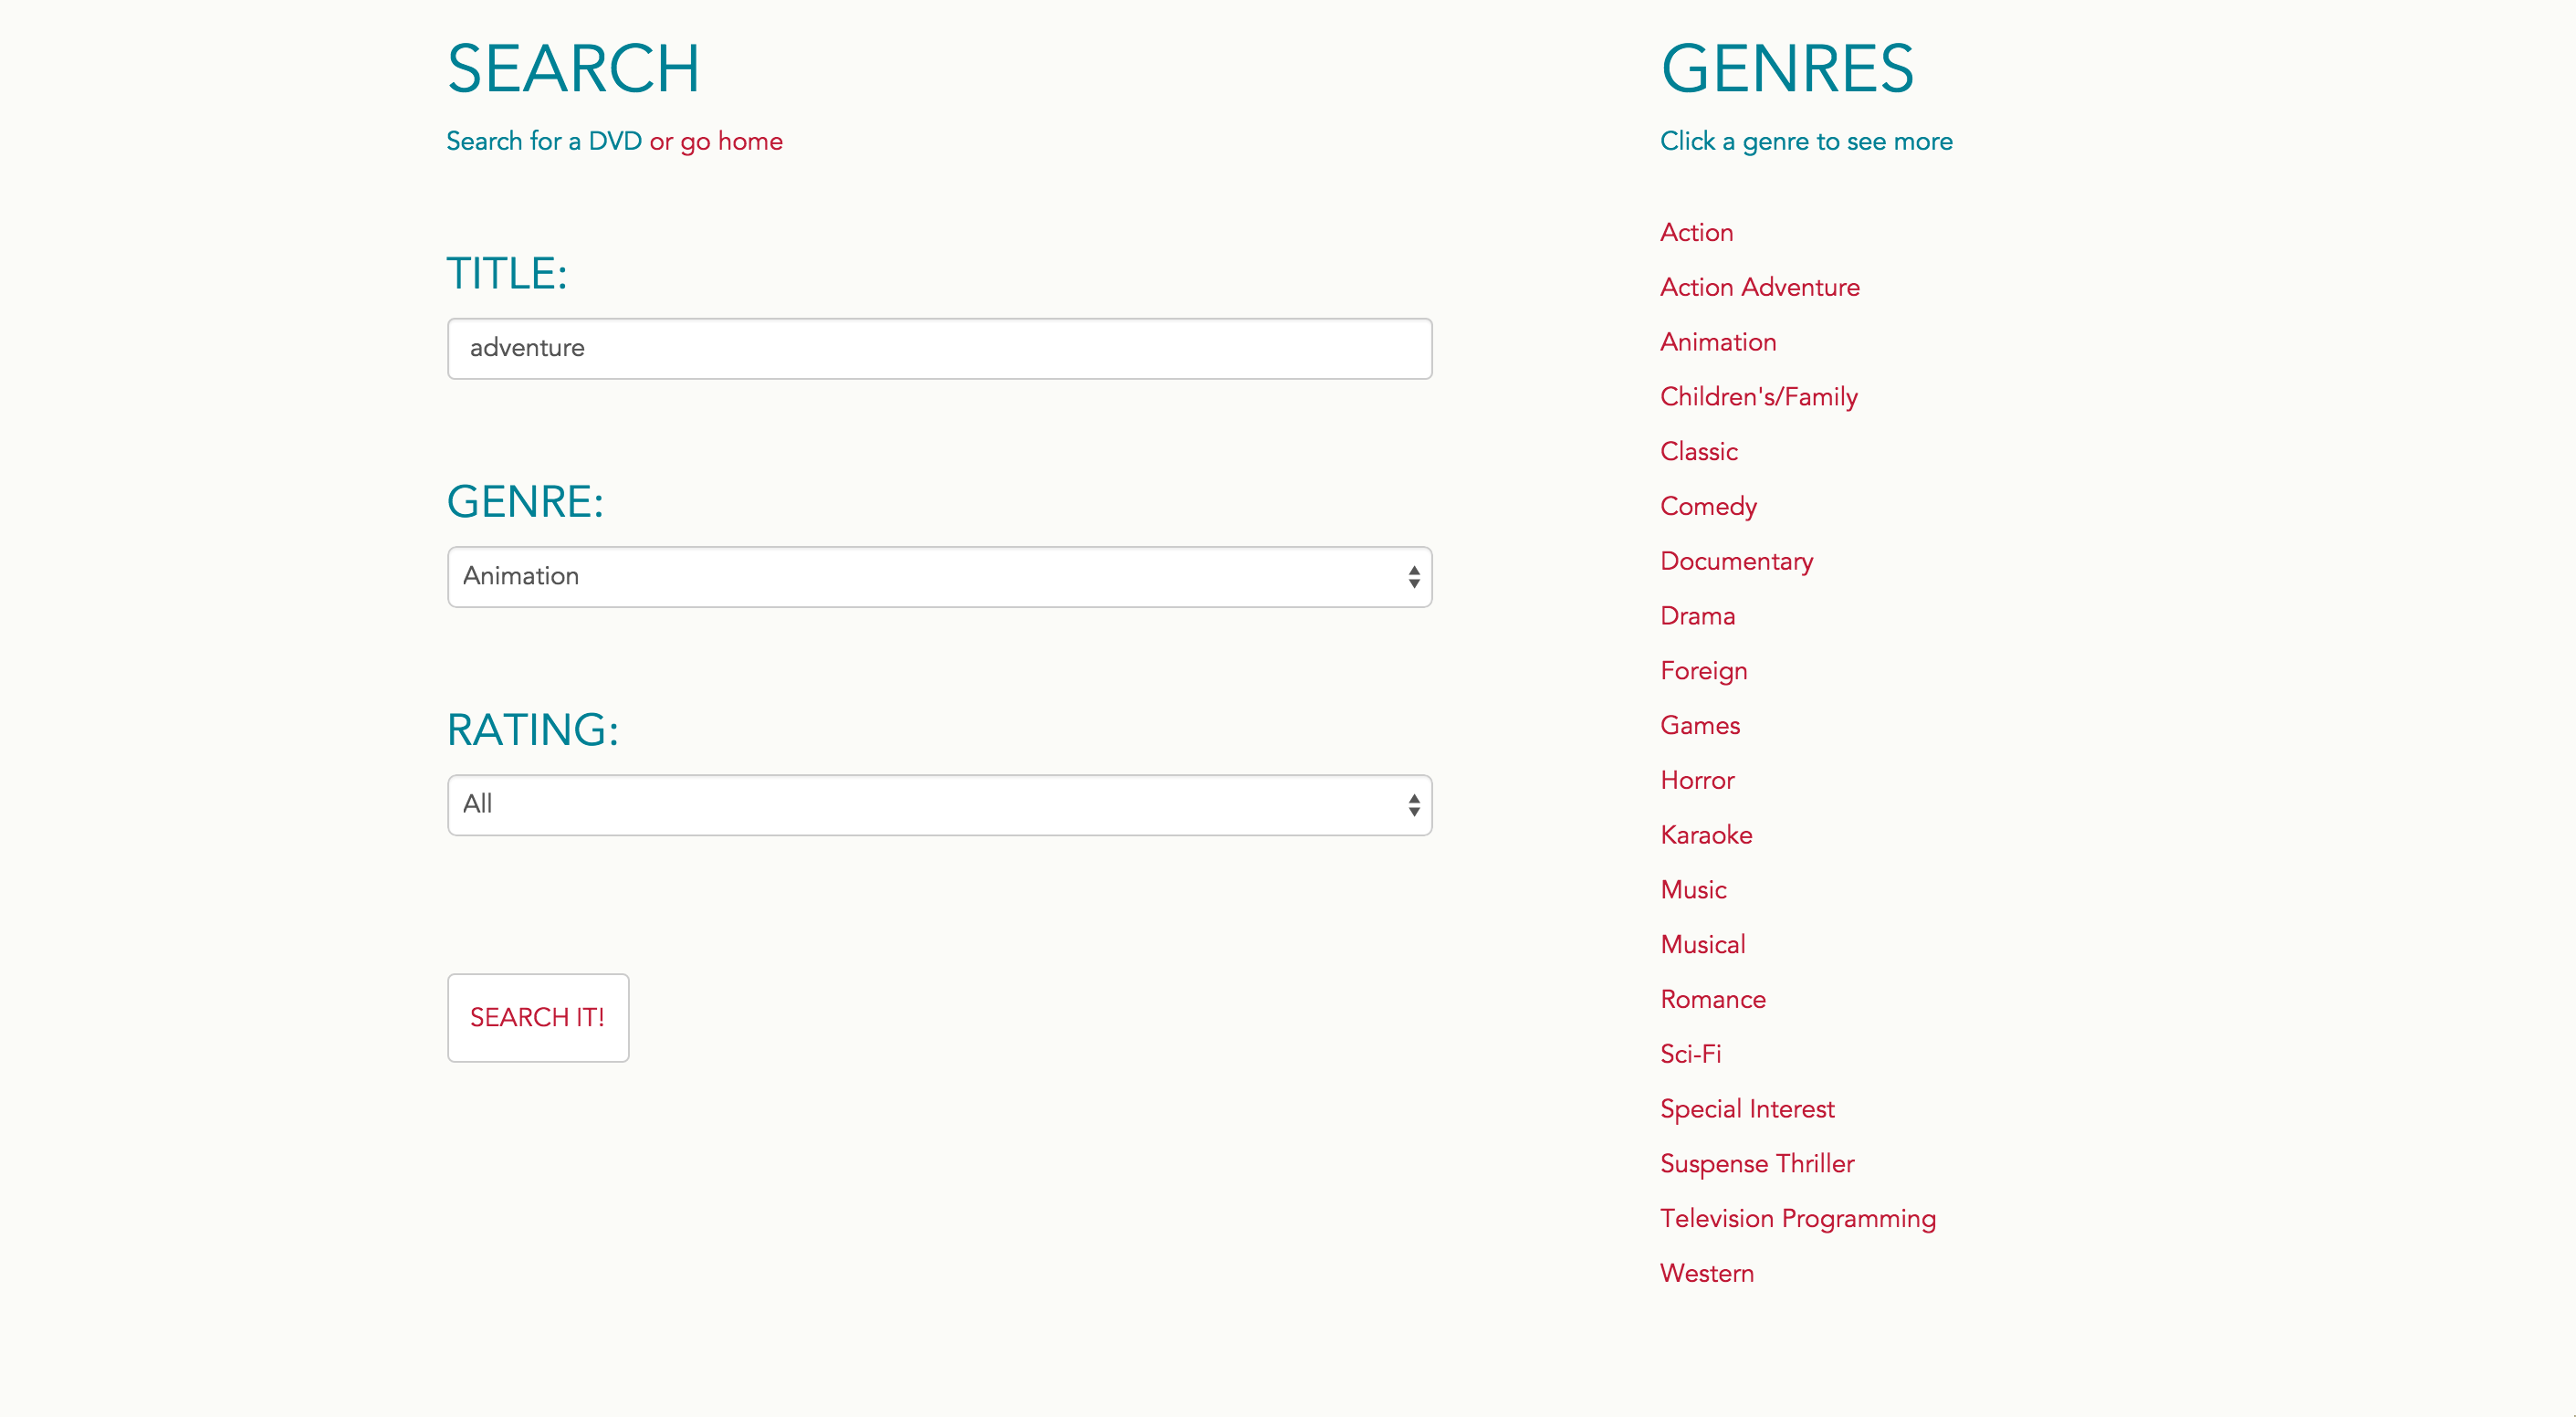 SEARCH
Search for a DVD or go home
TITLE:
adventure
GENRE:
Animation
RATING:
All
SEARCH IT!
GENRES
Click a genre to see more
Action
Action Adventure
Animation
Children's/Family
Classic
Comedy
Documentary
Drama
Foreign
Games
Horror
Karaoke
Music
Musical
Romance
Sci-Fi
Special Interest
Suspense Thriller
Television Programming
Western